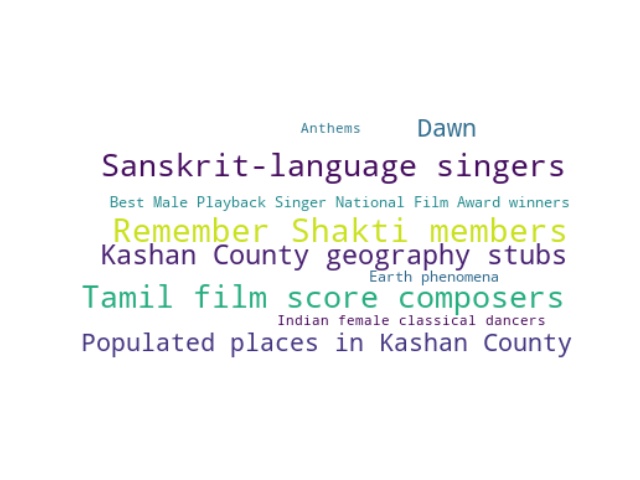 Anthems Dawn
Sanskrit-language singers
Best Male Playback Singer National Film Award winners
Remember Shakti members
Kashan County geography stubs
Earth phenomena
Tamil film score composers
Indian female classical dancers
Populated places in Kashan County